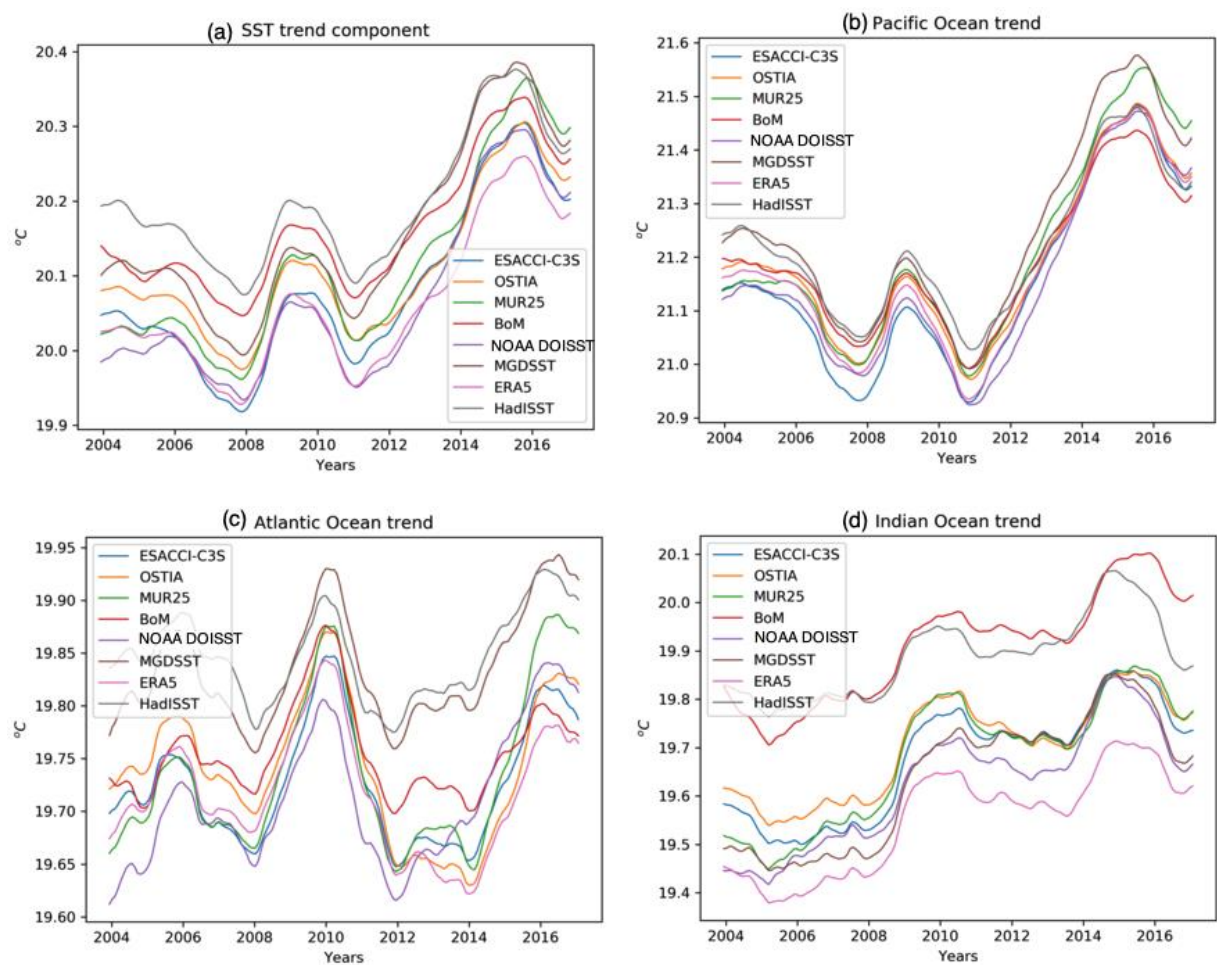 (a) SST trend component
20.4
20.3
20.2
20.1
20.0
19.9
°C
ESACCI-C3S
OSTIA
MUR25
BoM
NOAA DOISST
MGDSST
ERA5
HadISST
2004 2006 2008 2010 2012 2014 2016
Years
(b) Pacific Ocean trend
21.6
21.5
21.4
21.3
21.2
21.1
21.0
20.9
°C
ESACCI-C3S
OSTIA
MUR25
BoM
NOAA DOISST
MGDSST
ERA5
HadISST
2004 2006 2008 2010 2012 2014 2016
Years
(c) Atlantic Ocean trend
19.95
19.90
19.85
19.80
19.75
19.70
19.65
19.60
°C
ESACCI-C3S
OSTIA
MUR25
BoM
NOAA DOISST
MGDSST
ERA5
HadISST
2004 2006 2008 2010 2012 2014 2016
Years
(d) Indian Ocean trend
20.1
20.0
19.9
19.8
19.7
19.6
19.5
19.4
°C
ESACCI-C3S
OSTIA
MUR25
BoM
NOAA DOISST
MGDSST
ERA5
HadISST
2004 2006 2008 2010 2012 2014 2016
Years